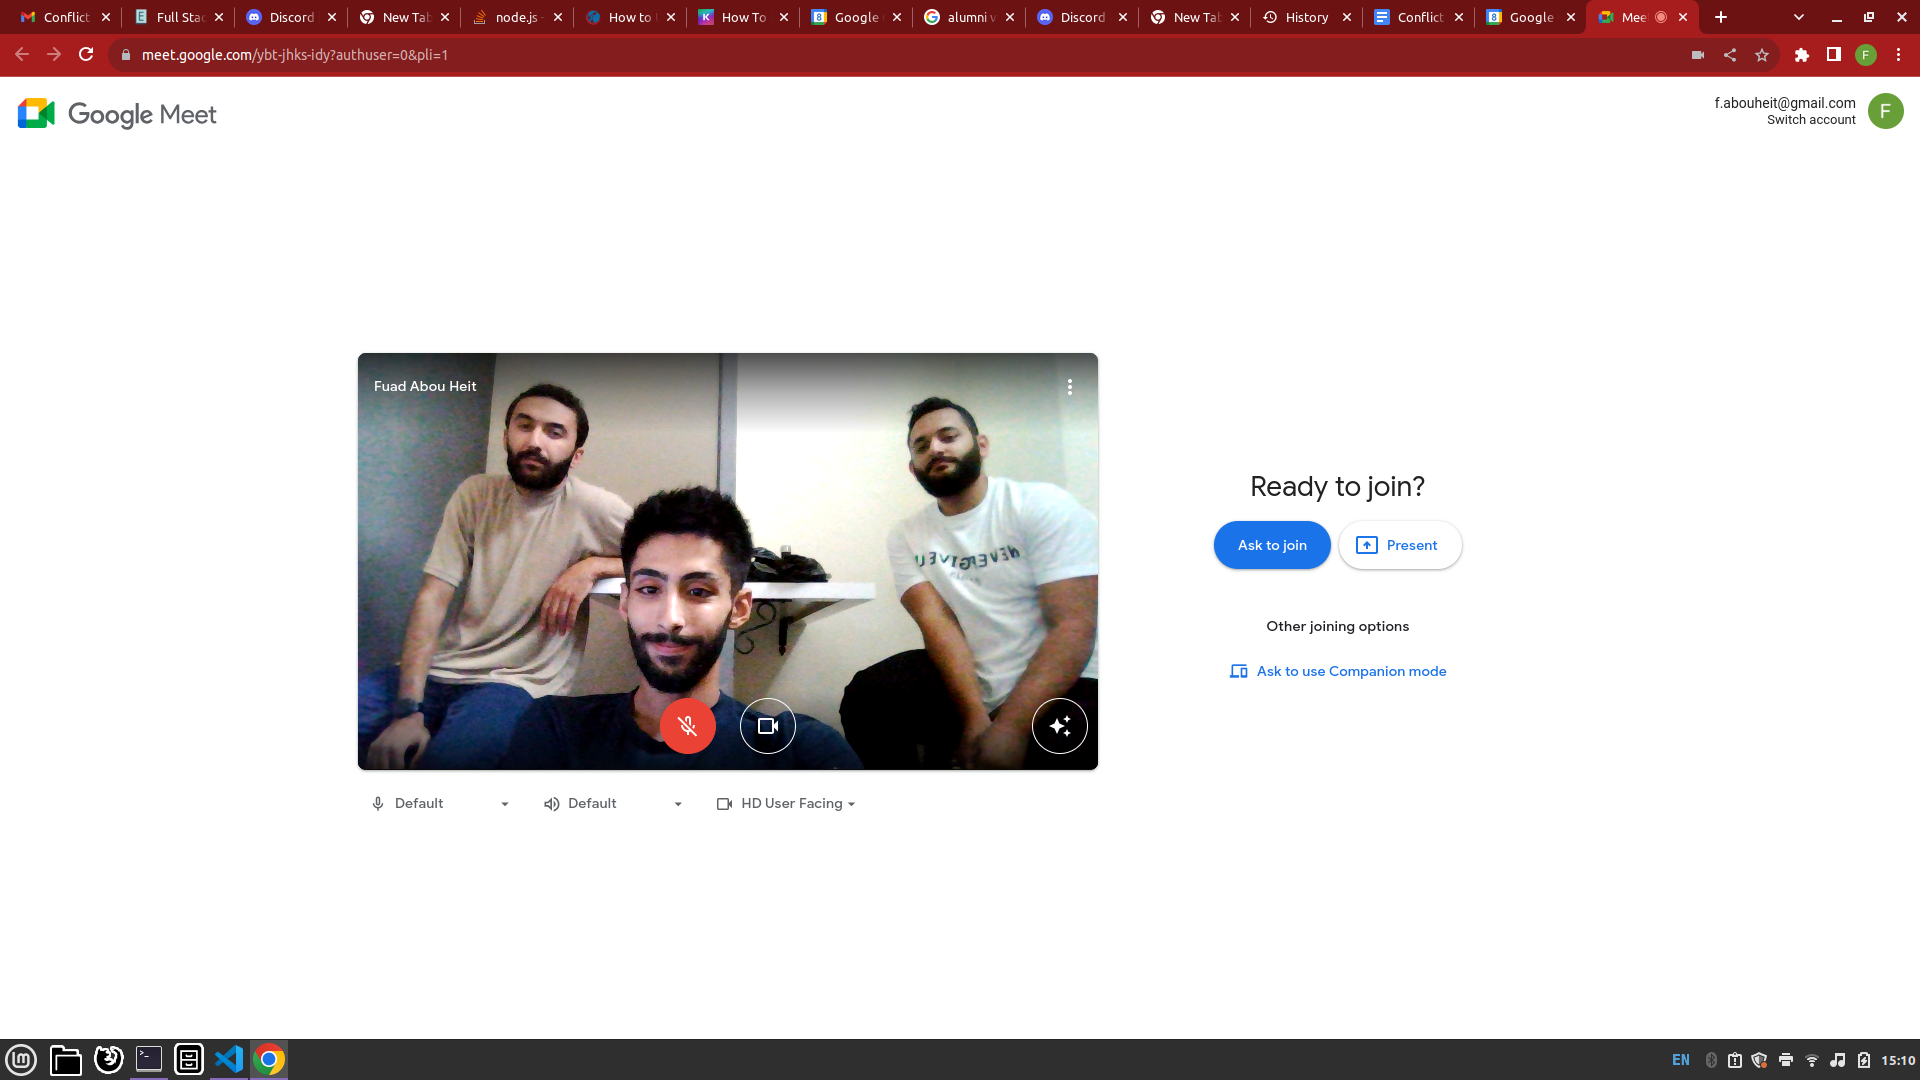 Conflict
Full Stac
Discord
New Tab
node.js -
How to
How To
Google
alumni v
Discord
New Tab
History
Conflict
Google
Mee
meet.google.com/ybt-jhks-idy?authuser=0&pli=1
F
Google Meet
f.abouheit@gmail.com
Switch account
F
Fuad Abou Heit
Ready to join?
Ask to join
Present
Other joining options
Ask to use Companion mode
Default
Default
HD User Facing
EN
15:10